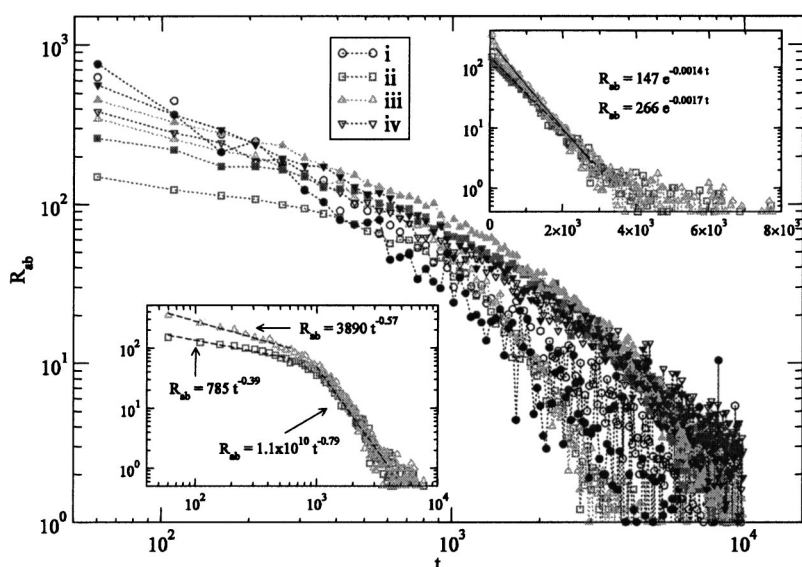 10³
10²
10¹
10⁰
R_ab
10²
10³
10⁴
t
i
ii
iii
iv
10²
10¹
10⁰
R_ab = 147 e^-0.0014 t
R_ab = 266 e^-0.0017 t
0
2×10³
4×10³
6×10³
8×10³
10²
10¹
10⁰
R_ab = 3890 t^-0.57
R_ab = 785 t^-0.39
R_ab = 1.1x10^10 t^-0.79
10²
10³
10⁴